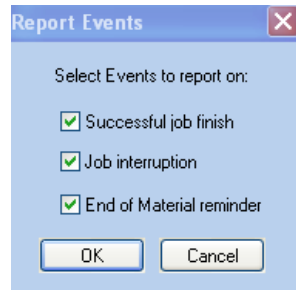 Report Events
Select Events to report on:
Successful job finish
Job interruption
End of Material reminder
OK Cancel